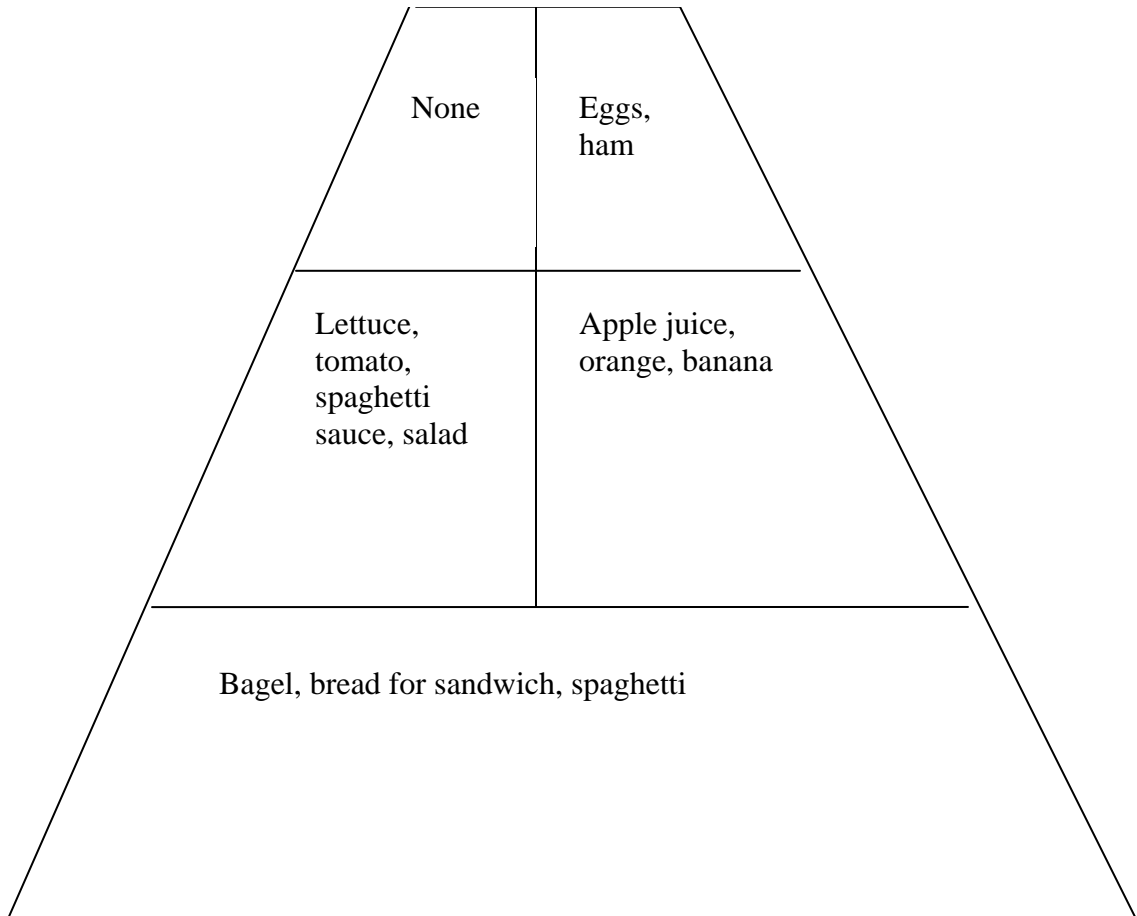 None
Eggs,
ham
Lettuce,
tomato,
spaghetti
sauce, salad
Apple juice,
orange, banana
Bagel, bread for sandwich, spaghetti